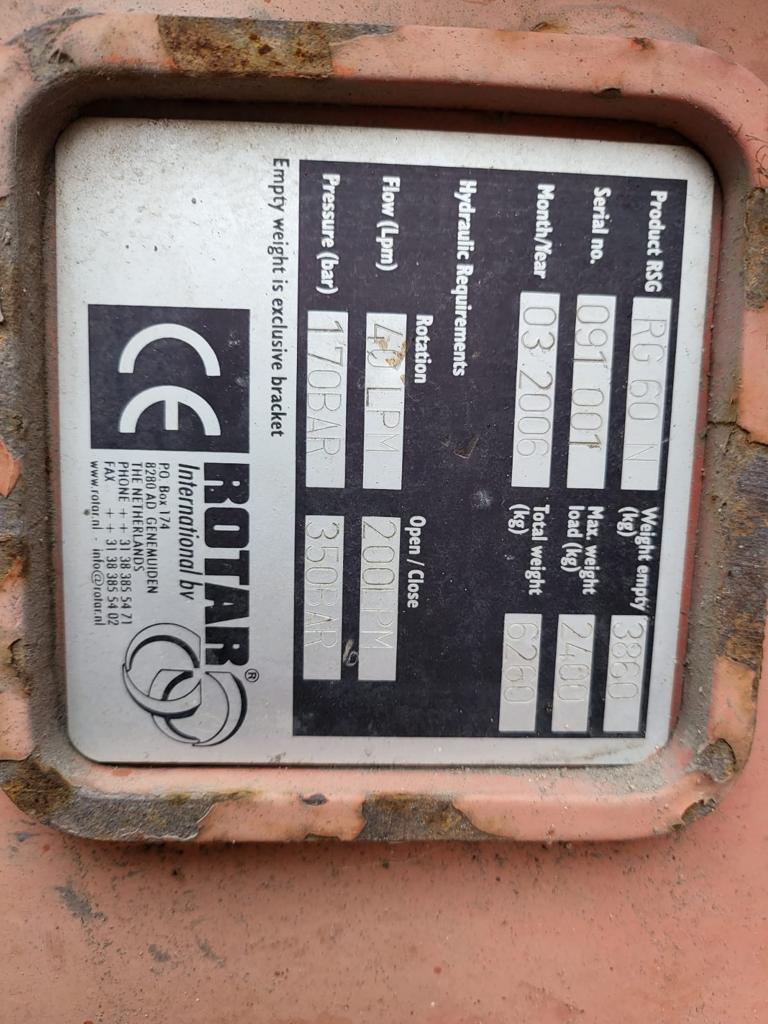 Product RSG RG 60 N Weight empty (kg) 3860
Serial no. 091 001 Max. weight load (kg) 2400
Month/Year 03.2006 Total weight (kg) 6260
Hydraulic Requirements
Rotation Open / Close
Flow (Lpm) LPM 200LPM
Pressure (bar) 170BAR 350BAR
Empty weight is exclusive bracket
CE
ROTAR®
International bv
PO. Box 174
8280 AD GENEMUIDEN
THE NETHERLANDS
PHONE ++ 31 38 385 54 71
FAX ++ 31 38 385 54 02
www.rotar.nl - info@rotar.nl